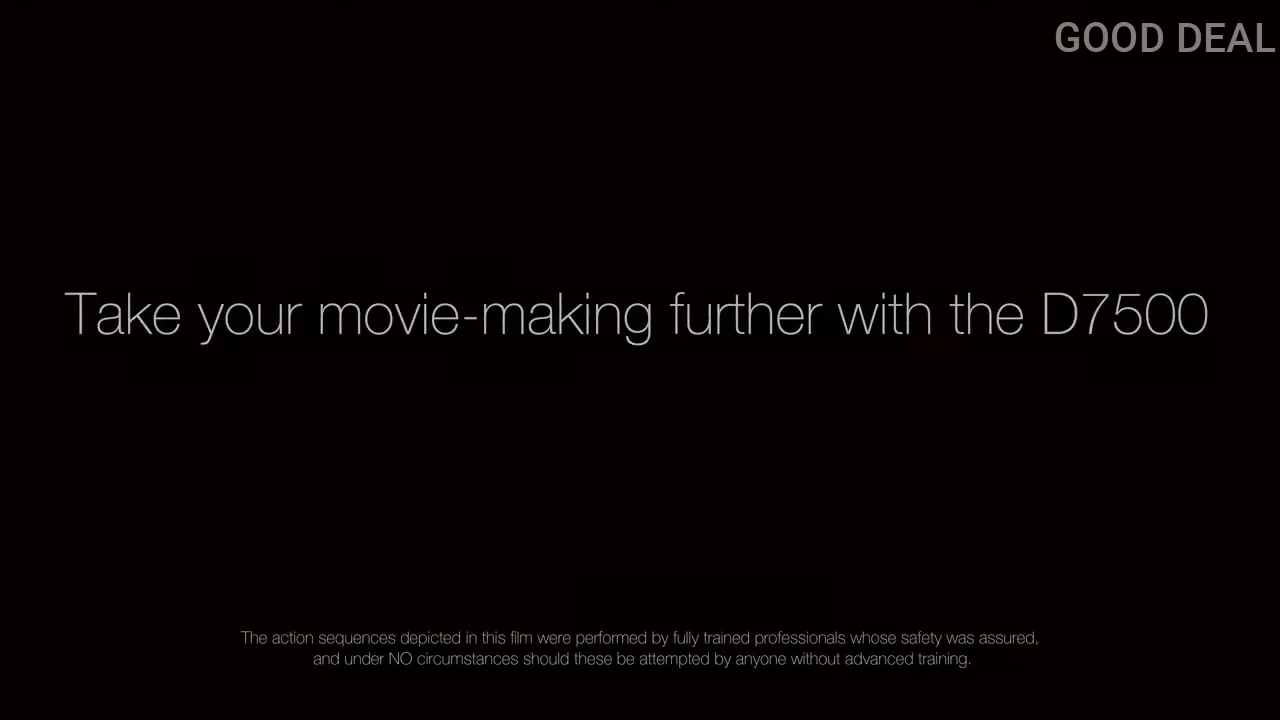 GOOD DEAL
Take your movie-making further with the D7500
The action sequences depicted in this film were performed by fully trained professionals whose safety was assured,
and under NO circumstances should these be attempted by anyone without advanced training.